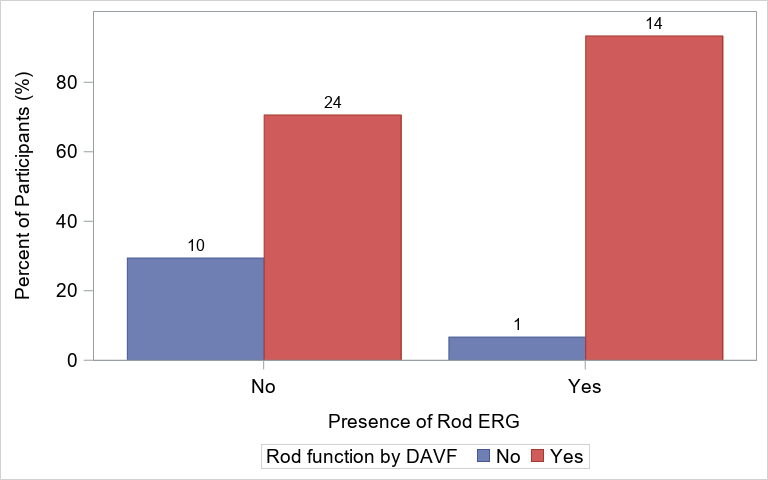 Percent of Participants (%)
80
60
40
20
0
10
24
1
14
No
Yes
Presence of Rod ERG
Rod function by DAVF No Yes